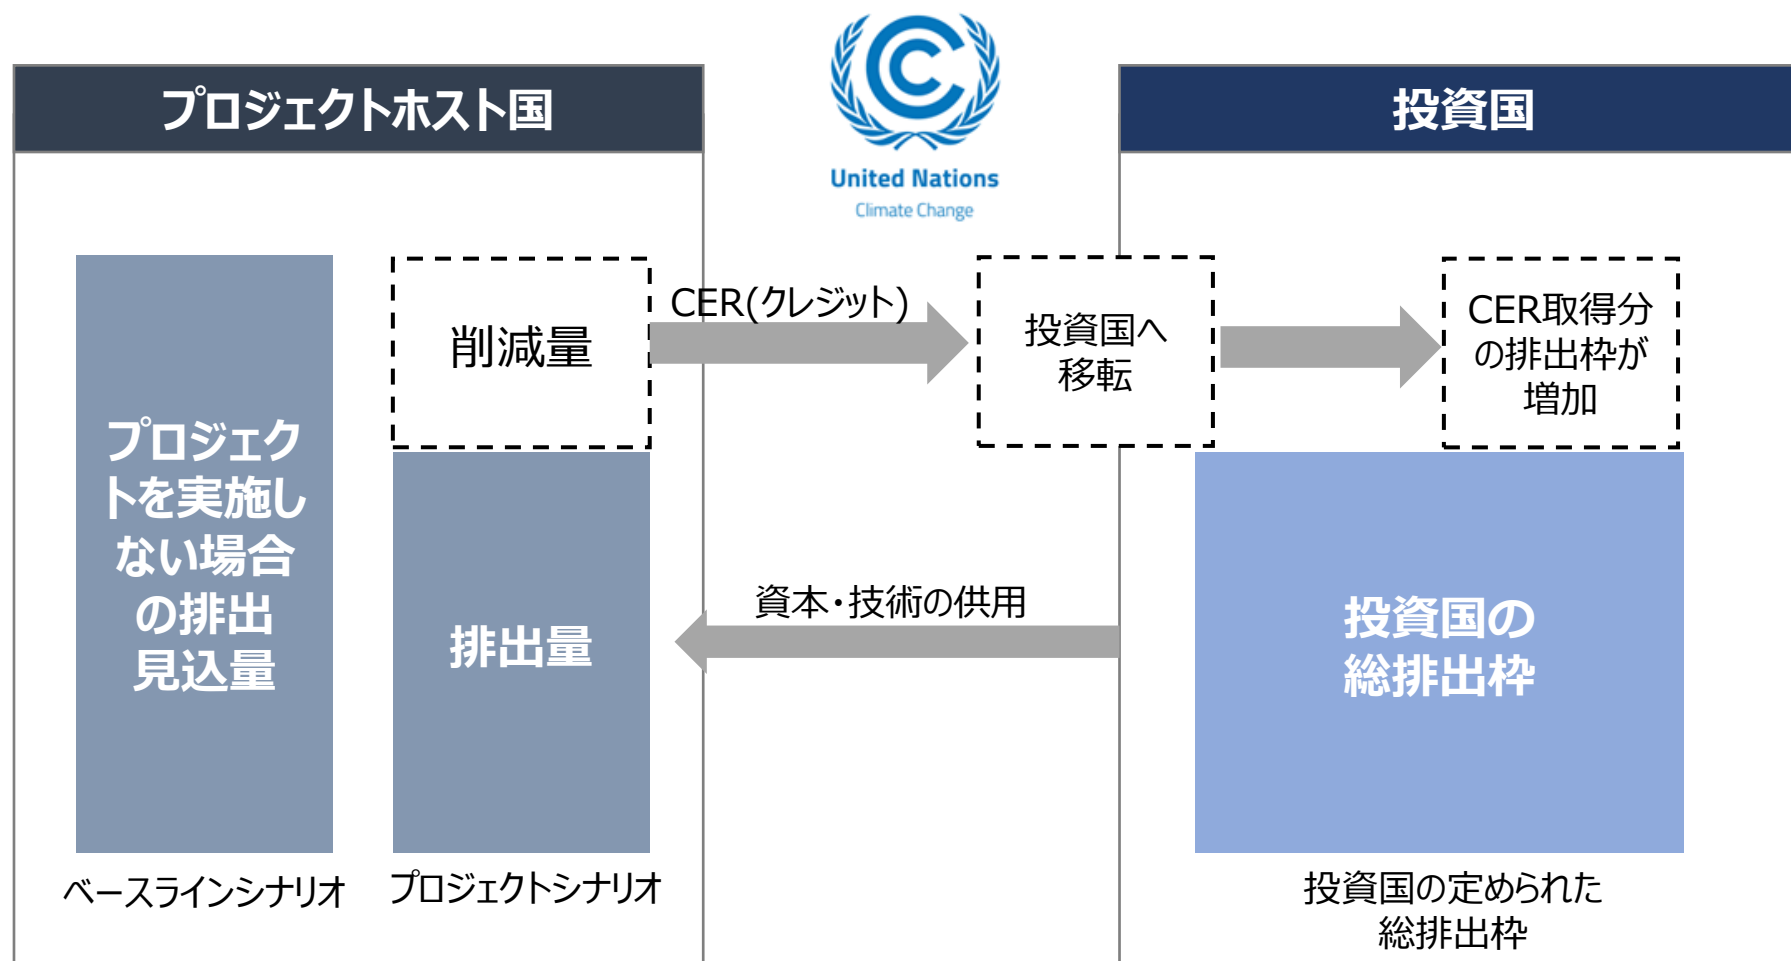 プロジェクトホスト国
United Nations
Climate Change
投資国
プロジェク
トを実施し
ない場合
の排出
見込量
ベースラインシナリオ
削減量
排出量
プロジェクトシナリオ
CER(クレジット)
投資国へ
移転
CER取得分
の排出枠が
増加
資本・技術の供用
投資国の
総排出枠
投資国の定められた
総排出枠